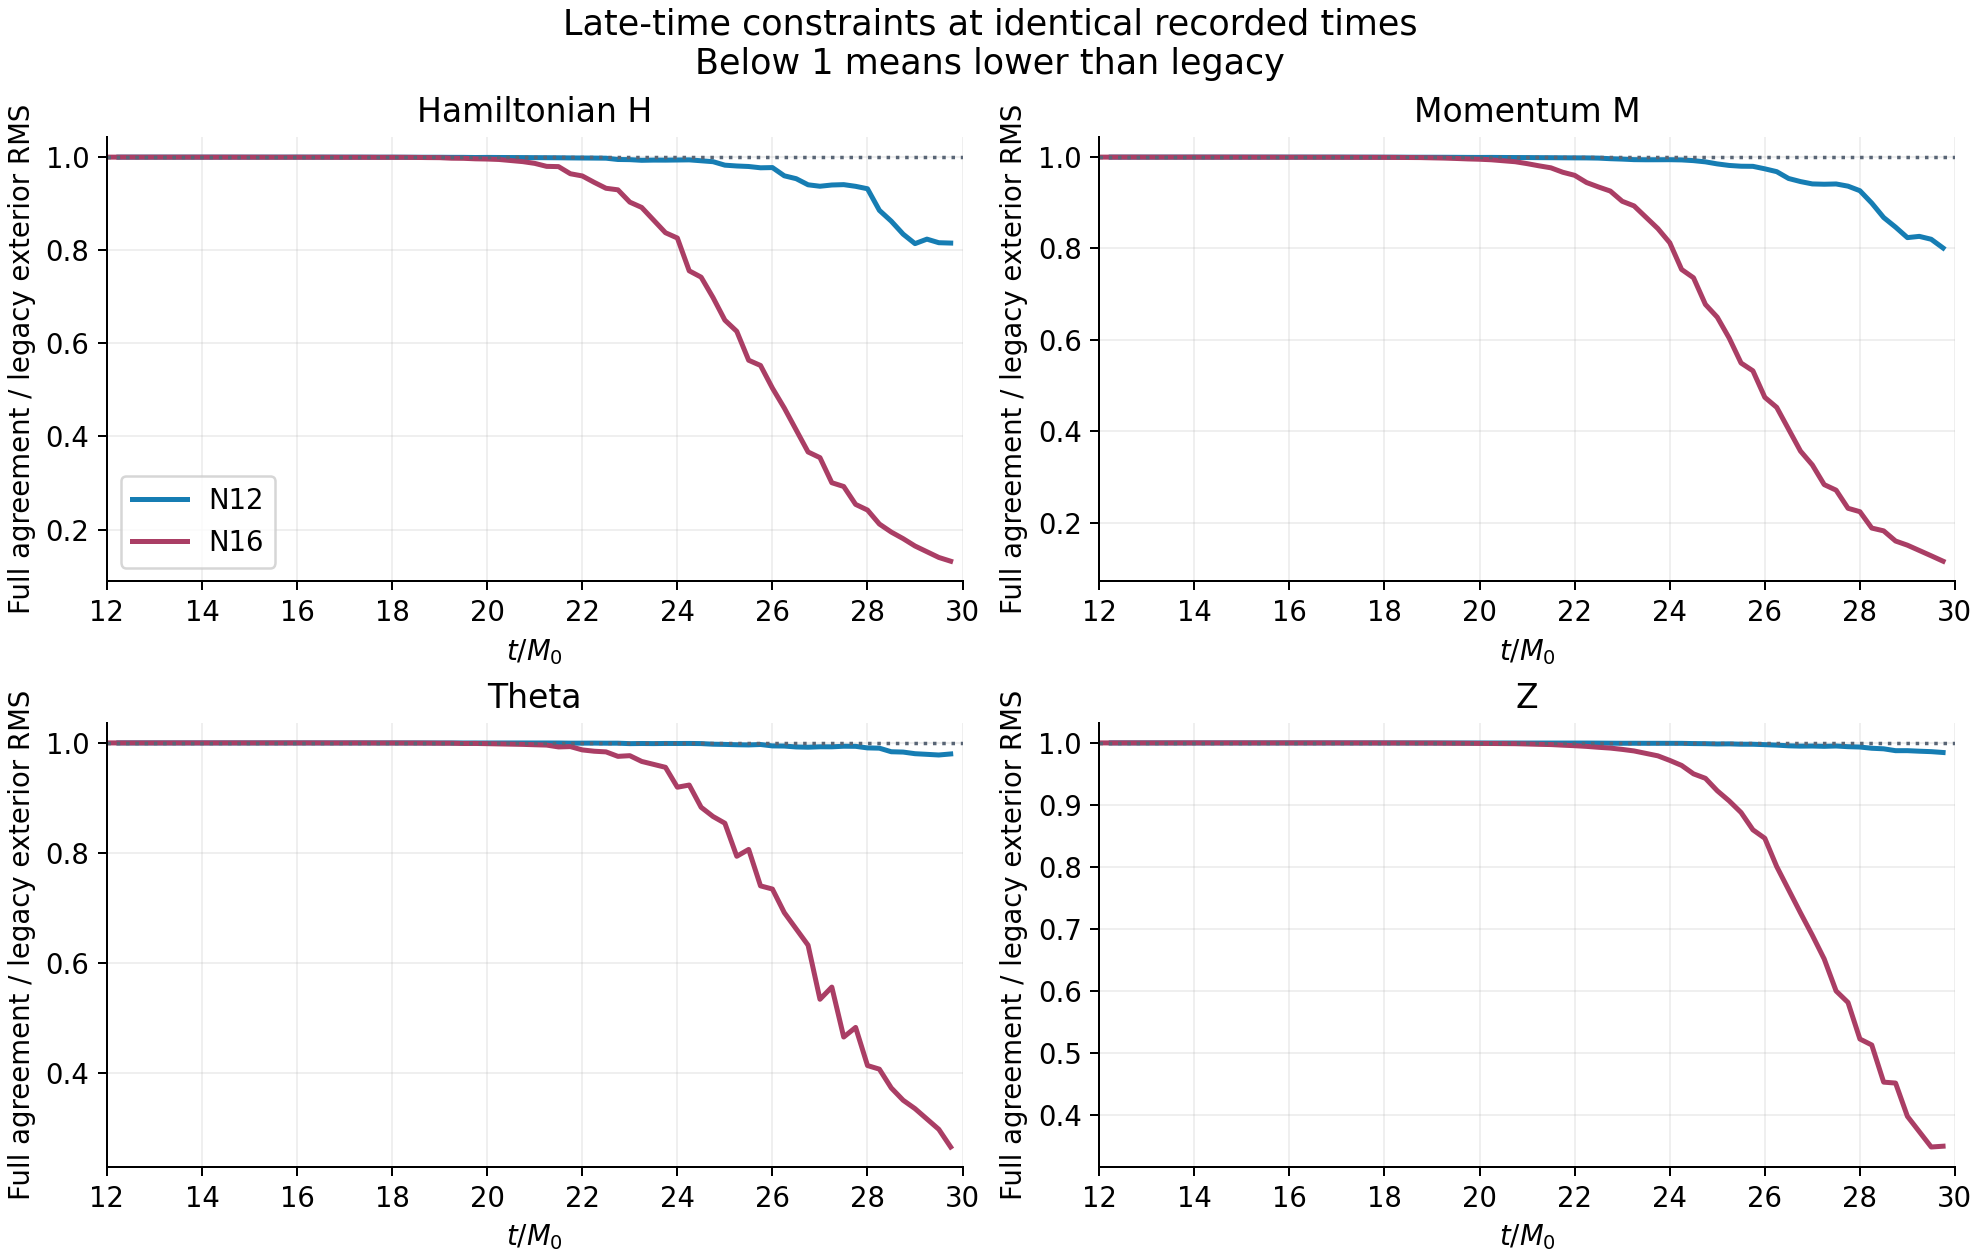 Late-time constraints at identical recorded times
Below 1 means lower than legacy
Hamiltonian H
Full agreement / legacy exterior RMS
1.0
0.8
0.6
0.4
0.2
N12
N16
12 14 16 18 20 22 24 26 28 30
t/M₀
Momentum M
Full agreement / legacy exterior RMS
1.0
0.8
0.6
0.4
0.2
12 14 16 18 20 22 24 26 28 30
t/M₀
Theta
Full agreement / legacy exterior RMS
1.0
0.8
0.6
0.4
12 14 16 18 20 22 24 26 28 30
t/M₀
Z
Full agreement / legacy exterior RMS
1.0
0.9
0.8
0.7
0.6
0.5
0.4
12 14 16 18 20 22 24 26 28 30
t/M₀